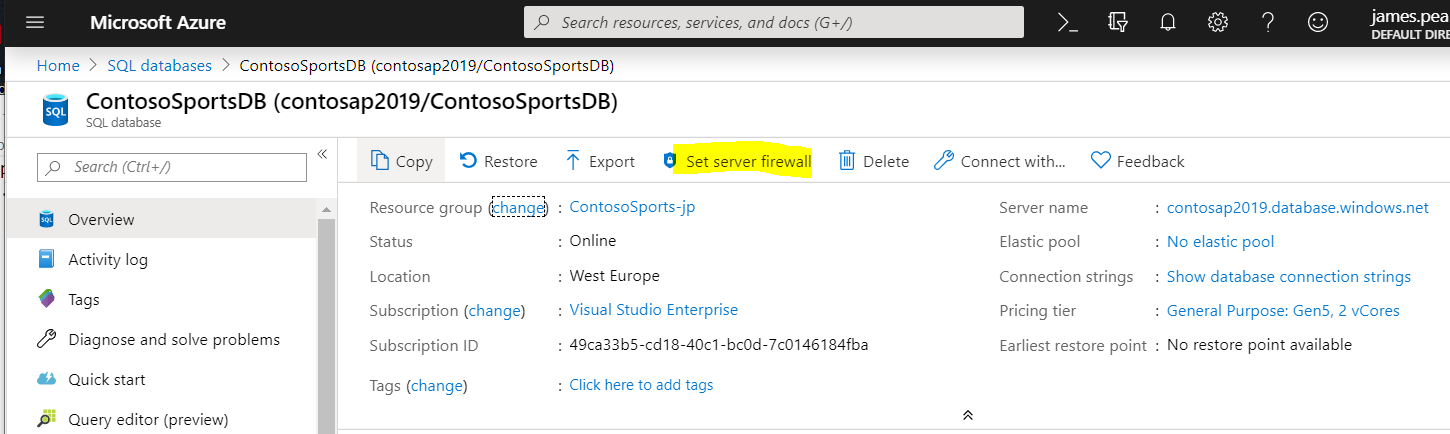 Microsoft Azure
Search resources, services, and docs (G+/)
james.pea
DEFAULT DIRE
Home > SQL databases > ContosoSportsDB (contosap2019/ContosoSportsDB)
SQL
ContosoSportsDB (contosap2019/ContosoSportsDB)
SQL database
Search (Ctrl+/)
«
Copy Restore Export Set server firewall Delete Connect with... Feedback
Overview
Activity log
Tags
Diagnose and solve problems
Quick start
Query editor (preview)
Resource group (change) : ContosoSports-jp
Status : Online
Location : West Europe
Subscription (change) : Visual Studio Enterprise
Subscription ID : 49ca33b5-cd18-40c1-bc0d-7c0146184fba
Tags (change) : Click here to add tags
Server name : contosap2019.database.windows.net
Elastic pool : No elastic pool
Connection strings : Show database connection strings
Pricing tier : General Purpose: Gen5, 2 vCores
Earliest restore point : No restore point available